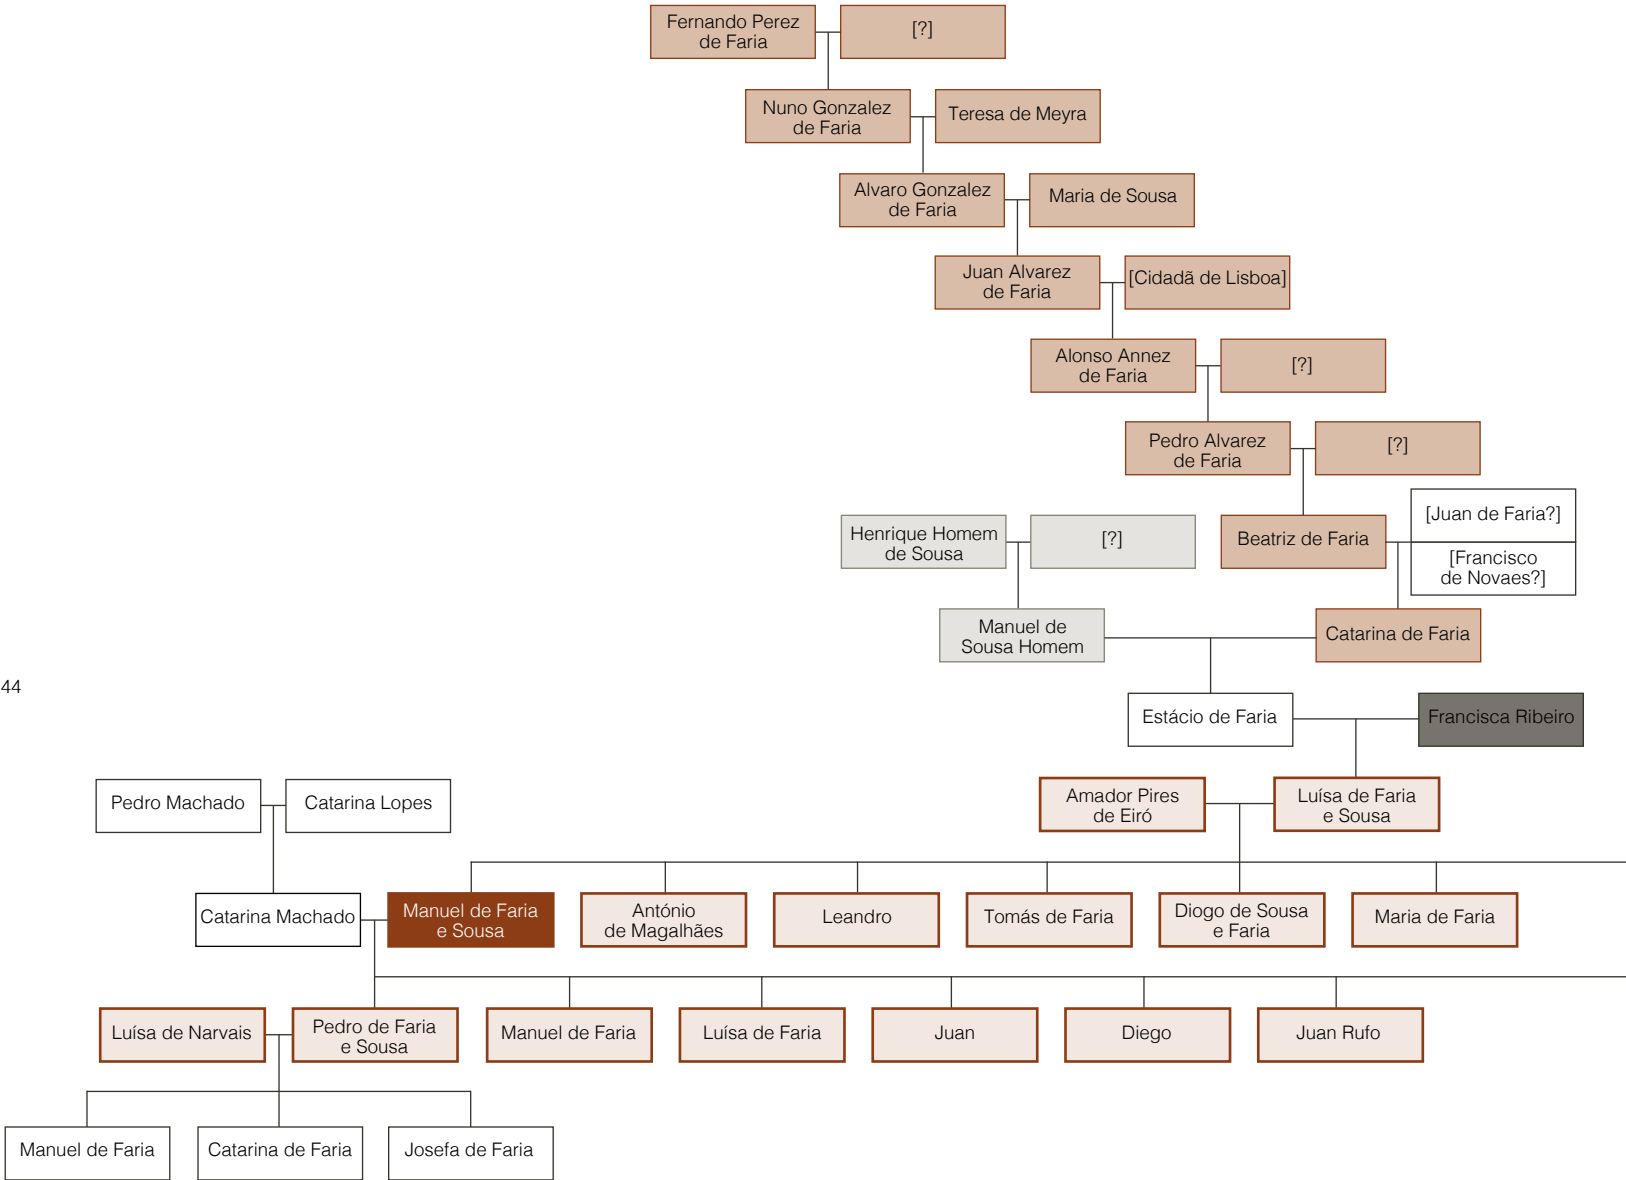 Fernando Perez
de Faria
[?]
Nuno Gonzalez
de Faria
Teresa de Meyra
Alvaro Gonzalez
de Faria
Maria de Sousa
Juan Alvarez
de Faria
[Cidadã de Lisboa]
Alonso Annez
de Faria
[?]
Pedro Alvarez
de Faria
[?]
Henrique Homem
de Sousa
[?]
Beatriz de Faria
[Juan de Faria?]
[Francisco
de Novaes?]
Manuel de
Sousa Homem
Catarina de Faria
44
Estácio de Faria
Francisca Ribeiro
Pedro Machado
Catarina Lopes
Amador Pires
de Eiró
Luísa de Faria
e Sousa
Catarina Machado
Manuel de Faria
e Sousa
António
de Magalhães
Leandro
Tomás de Faria
Diogo de Sousa
e Faria
Maria de Faria
Luísa de Narvais
Pedro de Faria
e Sousa
Manuel de Faria
Luísa de Faria
Juan
Diego
Juan Rufo
Manuel de Faria
Catarina de Faria
Josefa de Faria